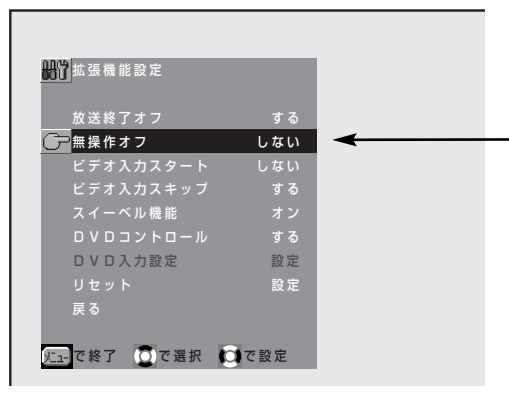 拡張機能設定
放送終了オフ する
無操作オフ しない
ビデオ入力スタート しない
ビデオ入力スキップ する
スイーベル機能 オン
ＤＶＤコントロール する
ＤＶＤ入力設定 設定
リセット 設定
戻る
メニューで終了 で選択 で設定